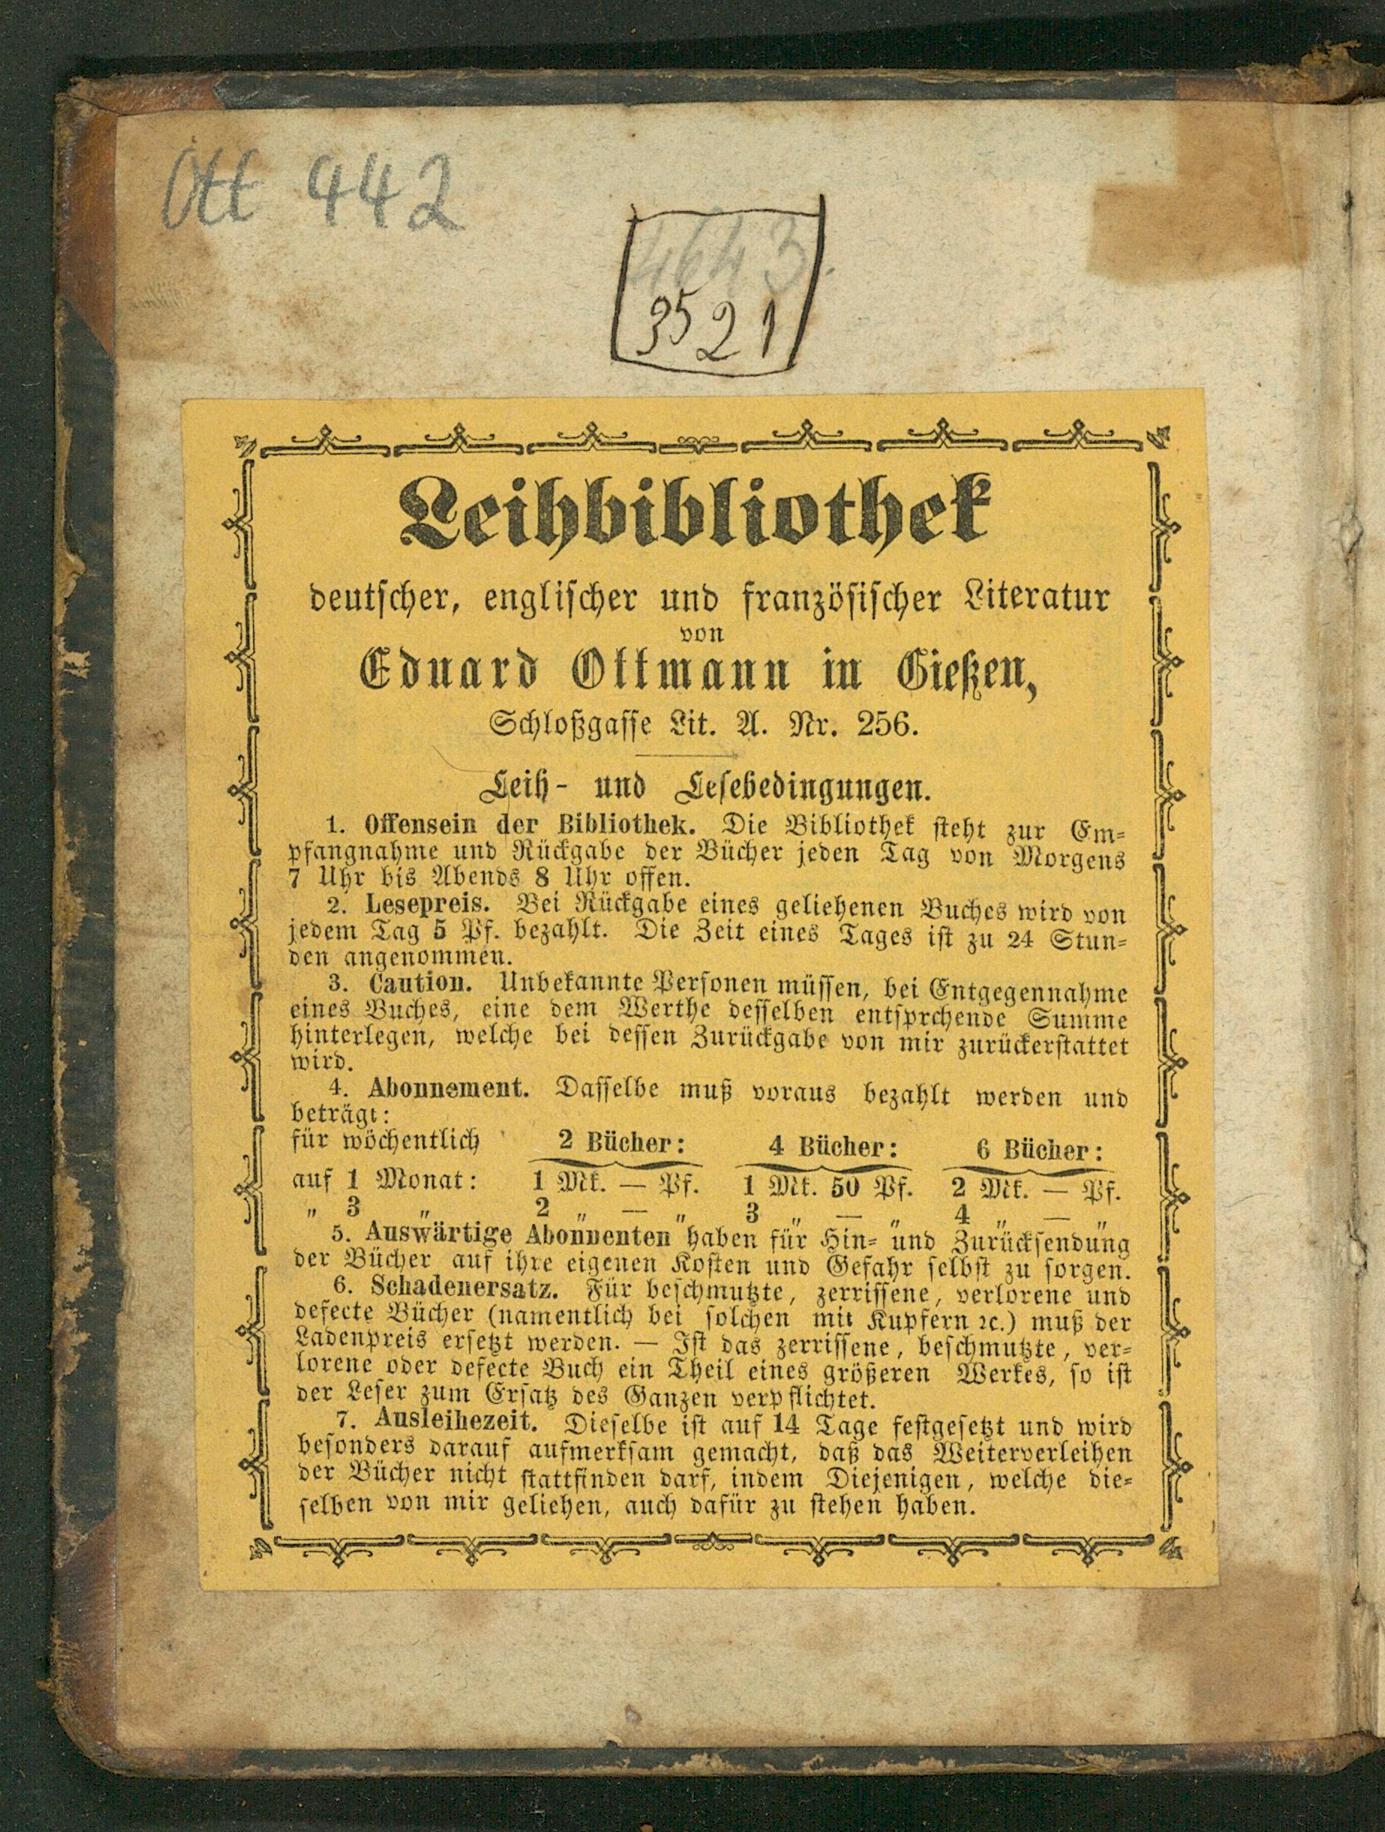 Ott 442
4643.
3521
Leihbibliothek
deutscher, englischer und französischer Literatur
von
Eduard Ottmann in Gießen,
Schloßgasse Lit. A. Nr. 256.
Leih- und Lesebedingungen.
1. Offensein der Bibliothek. Die Bibliothek steht zur Em-
pfangnahme und Rückgabe der Bücher jeden Tag von Morgens
7 Uhr bis Abends 8 Uhr offen.
2. Lesepreis. Bei Rückgabe eines geliehenen Buches wird von
jedem Tag 5 Pf. bezahlt. Die Zeit eines Tages ist zu 24 Stun-
den angenommen.
3. Caution. Unbekannte Personen müssen, bei Entgegennahme
eines Buches, eine dem Werthe desselben entsprchende Summe
hinterlegen, welche bei dessen Zurückgabe von mir zurückerstattet
wird.
4. Abonnement. Dasselbe muß voraus bezahlt werden und
beträgt:
für wöchentlich 2 Bücher: 4 Bücher: 6 Bücher:
auf 1 Monat: 1 Mk. — Pf. 1 Mk. 50 Pf. 2 Mk. — Pf.
„ 3 „ 2 „ — „ 3 „ — „ 4 „ — „
5. Auswärtige Abonnenten haben für Hin- und Zurücksendung
der Bücher auf ihre eigenen Kosten und Gefahr selbst zu sorgen.
6. Schadenersatz. Für beschmutzte, zerrissene, verlorene und
defecte Bücher (namentlich bei solchen mit Kupfern ꝛc.) muß der
Ladenpreis ersetzt werden. — Ist das zerrissene, beschmutzte, ver-
lorene oder defecte Buch ein Theil eines größeren Werkes, so ist
der Leser zum Ersatz des Ganzen verpflichtet.
7. Ausleihezeit. Dieselbe ist auf 14 Tage festgesetzt und wird
besonders darauf aufmerksam gemacht, daß das Weiterverleihen
der Bücher nicht stattfinden darf, indem Diejenigen, welche die-
selben von mir geliehen, auch dafür zu stehen haben.